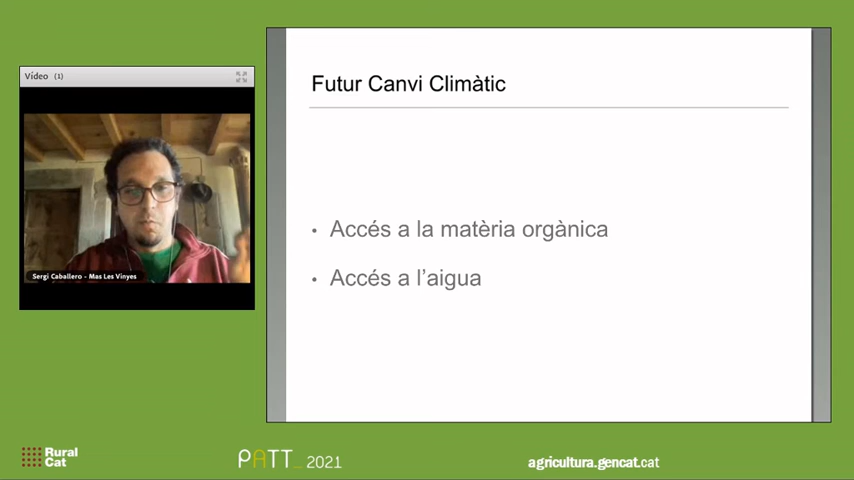 Vídeo (1)
Sergi Caballero - Mas Les Vinyes
Futur Canvi Climàtic
• Accés a la matèria orgànica
• Accés a l’aigua
Rural
Cat
PATT_ 2021
agricultura.gencat.cat